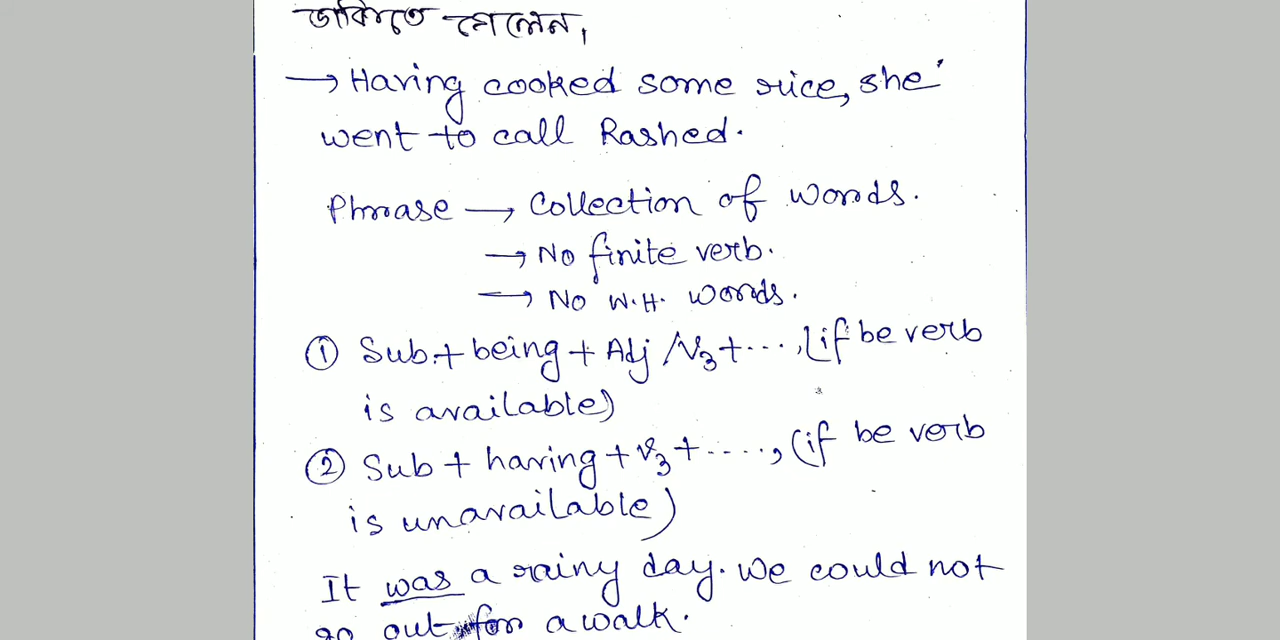 ডাকিতে গেলেন,
→ Having cooked some rice, she
went to call Rashed.
Phrase → Collection of words.
→ No finite verb.
→ No W.H. words.
① Sub + being + Adj /V3 + ..., (if be verb
is available)
② Sub + having + V3 + ....., (if be verb
is unavailable)
It was a rainy day. We could not
go out for a walk.